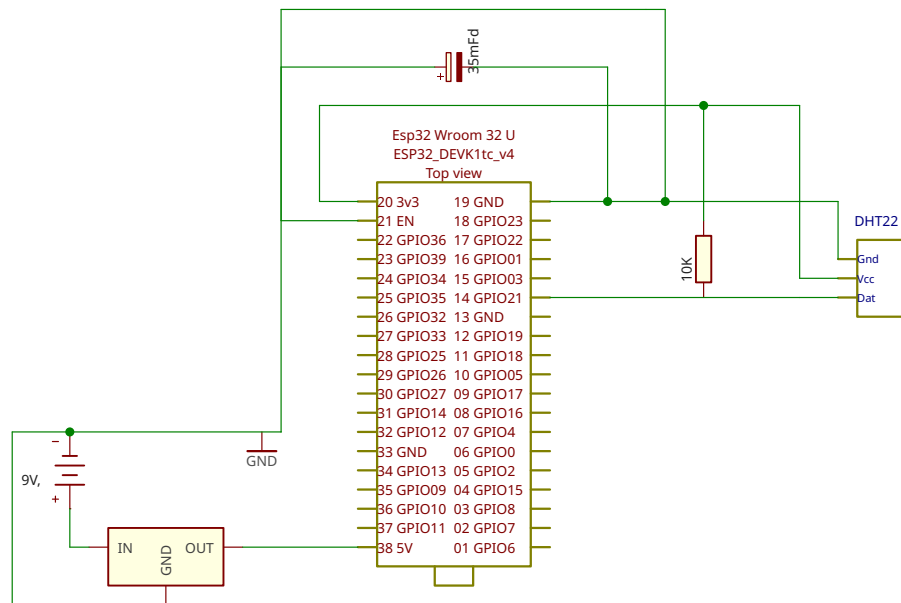 35mFd
+
Esp32 Wroom 32 U
ESP32_DEVK1tc_v4
Top view
20 3v3 19 GND
21 EN 18 GPIO23
22 GPIO36 17 GPIO22
23 GPIO39 16 GPIO01
24 GPIO34 15 GPIO03
25 GPIO35 14 GPIO21
26 GPIO32 13 GND
27 GPIO33 12 GPIO19
28 GPIO25 11 GPIO18
29 GPIO26 10 GPIO05
30 GPIO27 09 GPIO17
31 GPIO14 08 GPIO16
32 GPIO12 07 GPIO4
33 GND 06 GPIO0
34 GPIO13 05 GPIO2
35 GPIO09 04 GPIO15
36 GPIO10 03 GPIO8
37 GPIO11 02 GPIO7
38 5V 01 GPIO6
10K
DHT22
Gnd
Vcc
Dat
GND
−
9V,
+
IN GND OUT